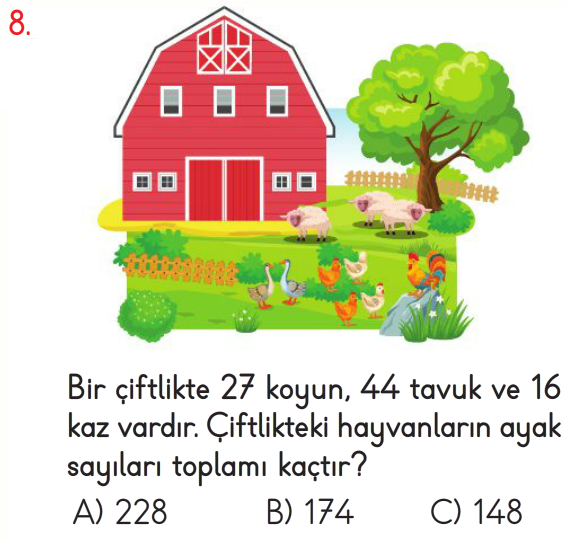 8.
Bir çiftlikte 27 koyun, 44 tavuk ve 16
kaz vardır. Çiftlikteki hayvanların ayak
sayıları toplamı kaçtır?
A) 228 B) 174 C) 148